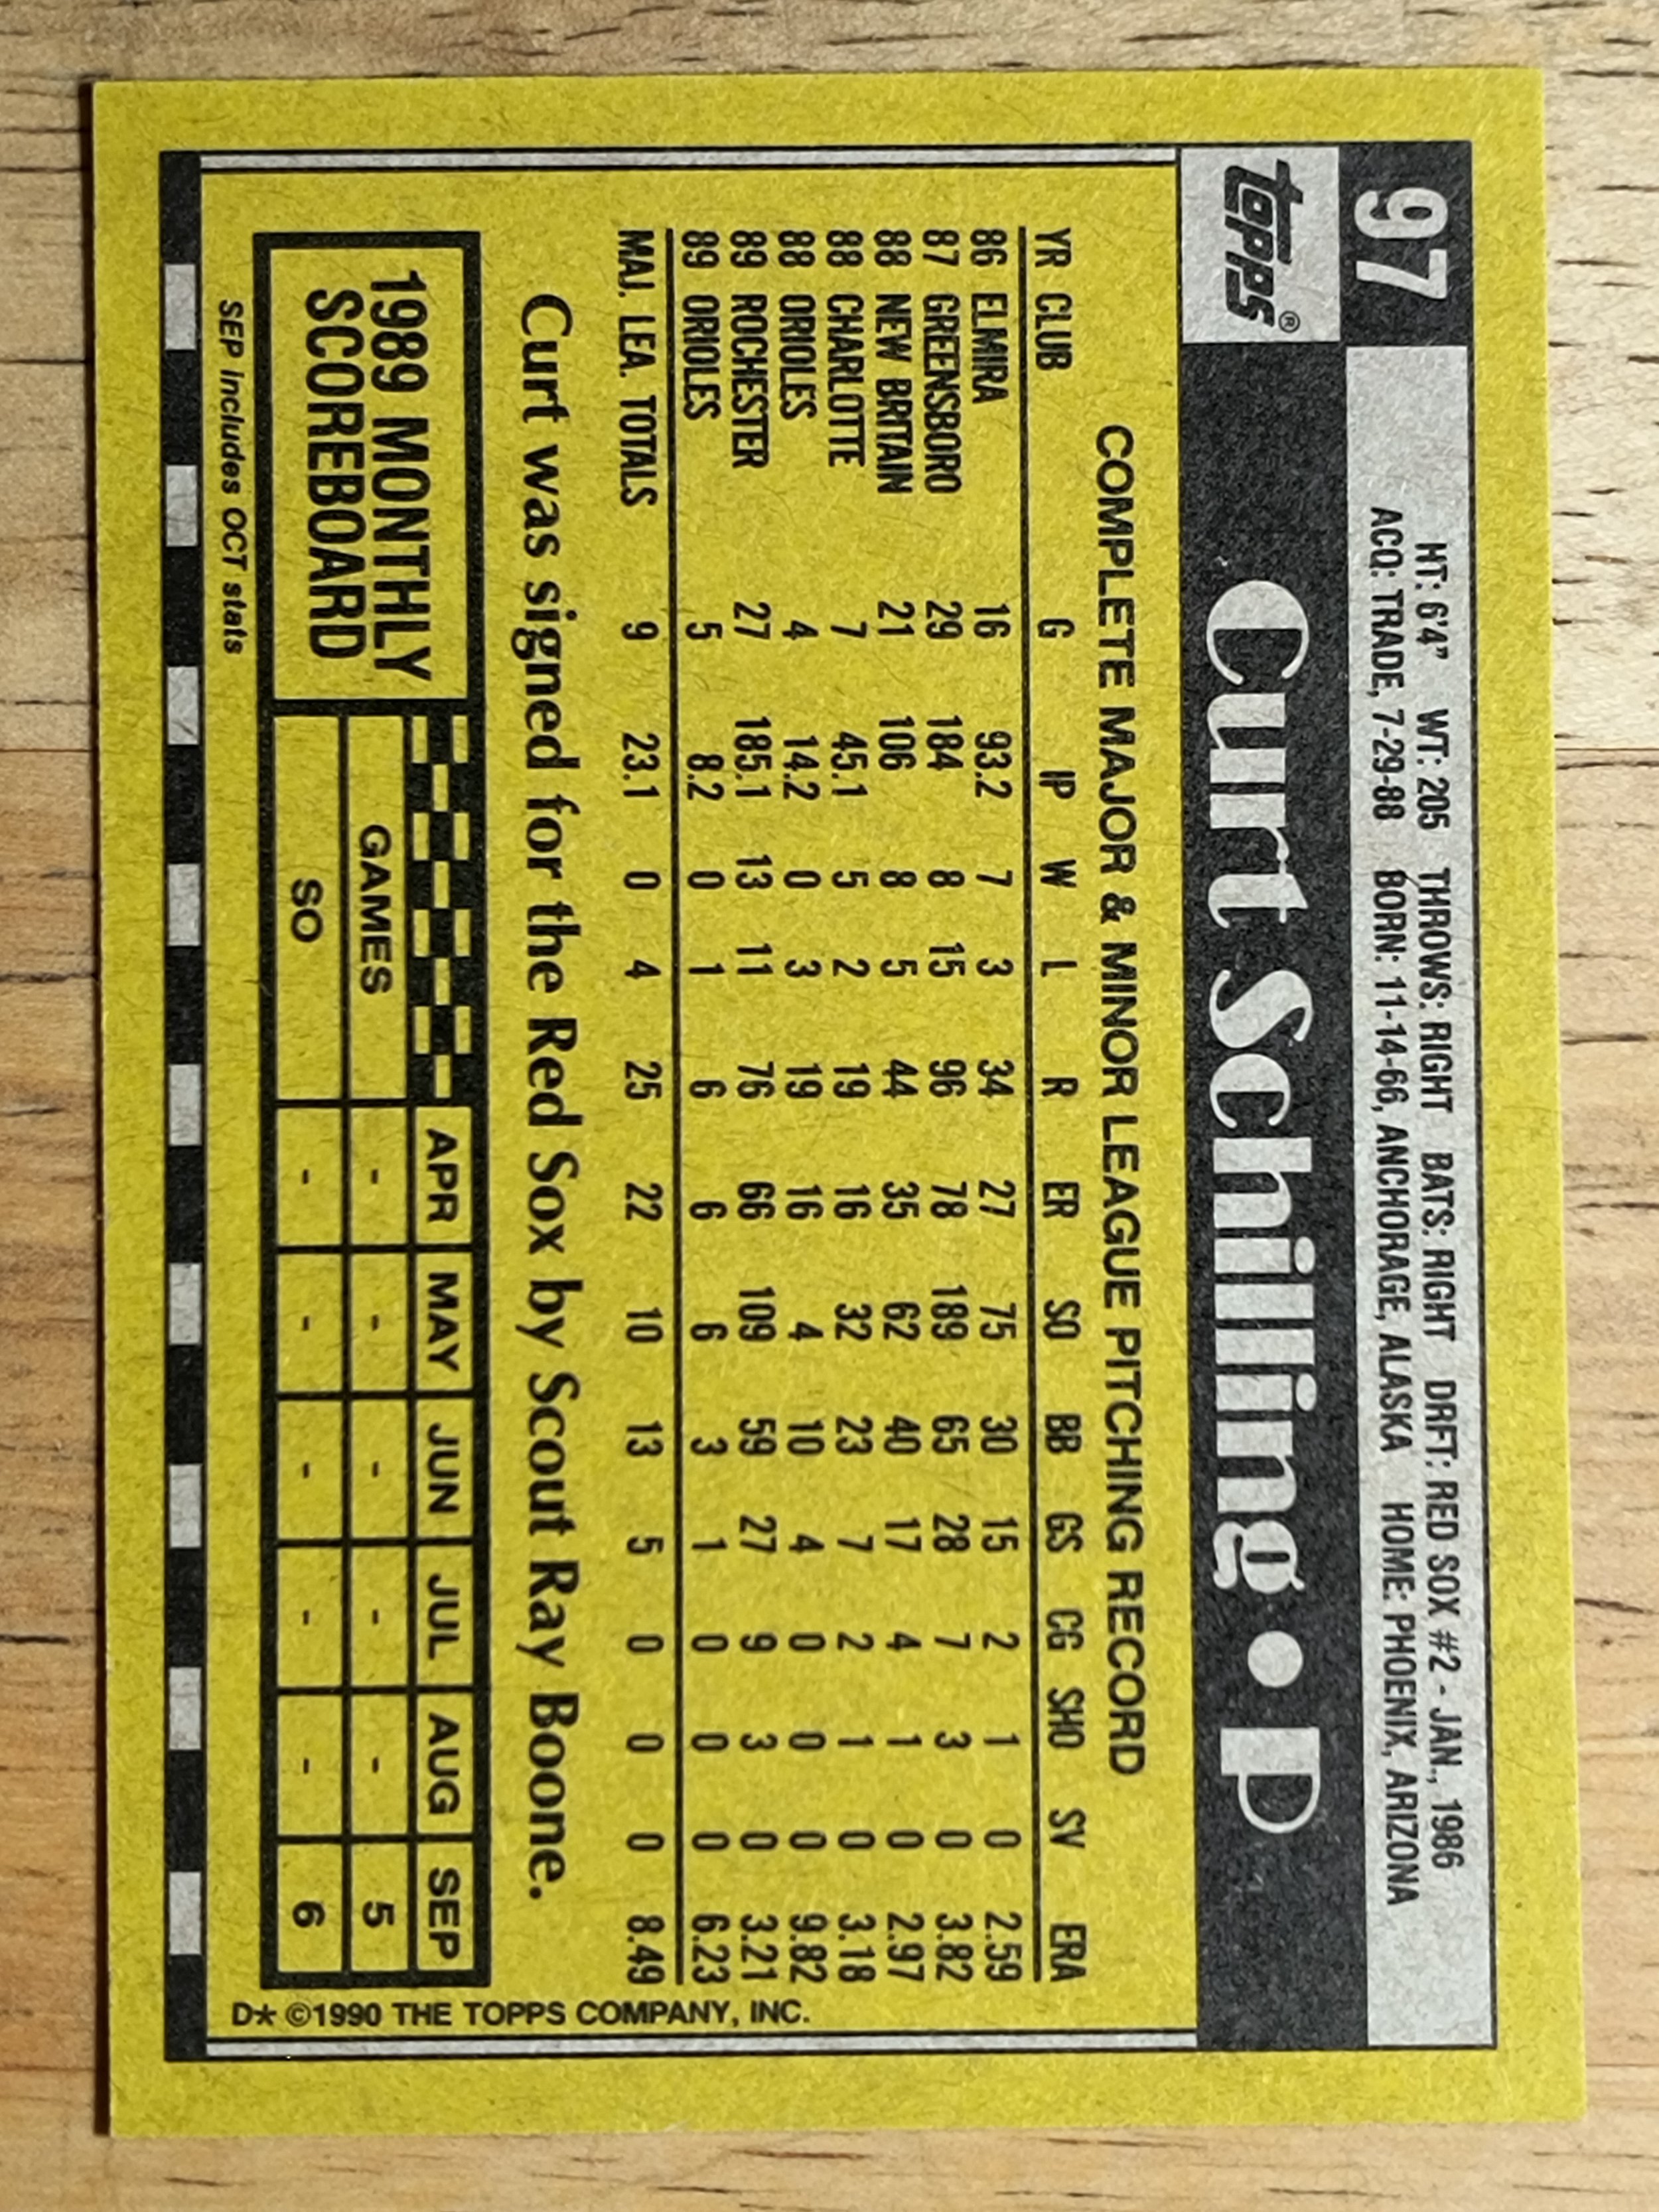 97
HT: 6'4" WT: 205 THROWS: RIGHT BATS: RIGHT DRFT: RED SOX #2 - JAN., 1986
ACQ: TRADE, 7-29-88 BORN: 11-14-66, ANCHORAGE, ALASKA HOME: PHOENIX, ARIZONA
TOPPS®
Curt Schilling • P
COMPLETE MAJOR & MINOR LEAGUE PITCHING RECORD
YR CLUB G IP W L R ER SO BB GS CG SHO SV ERA
86 ELMIRA 16 93.2 7 3 34 27 75 30 15 2 1 0 2.59
87 GREENSBORO 29 184 8 15 96 78 189 65 28 7 3 0 3.82
88 NEW BRITAIN 21 106 8 5 44 35 62 40 17 4 1 0 2.97
88 CHARLOTTE 7 45.1 5 2 19 16 32 23 7 2 1 0 3.18
88 ORIOLES 4 14.2 0 3 19 16 4 10 4 0 0 0 9.82
89 ROCHESTER 27 185.1 13 11 76 66 109 59 27 9 3 0 3.21
89 ORIOLES 5 8.2 0 1 6 6 6 3 1 0 0 0 6.23
MAJ. LEA. TOTALS 9 23.1 0 4 25 22 10 13 5 0 0 0 8.49
Curt was signed for the Red Sox by Scout Ray Boone.
1989 MONTHLY
SCOREBOARD
APR MAY JUN JUL AUG SEP
GAMES - - - - - 5
SO - - - - - 6
SEP includes OCT stats
D* ©1990 THE TOPPS COMPANY, INC.